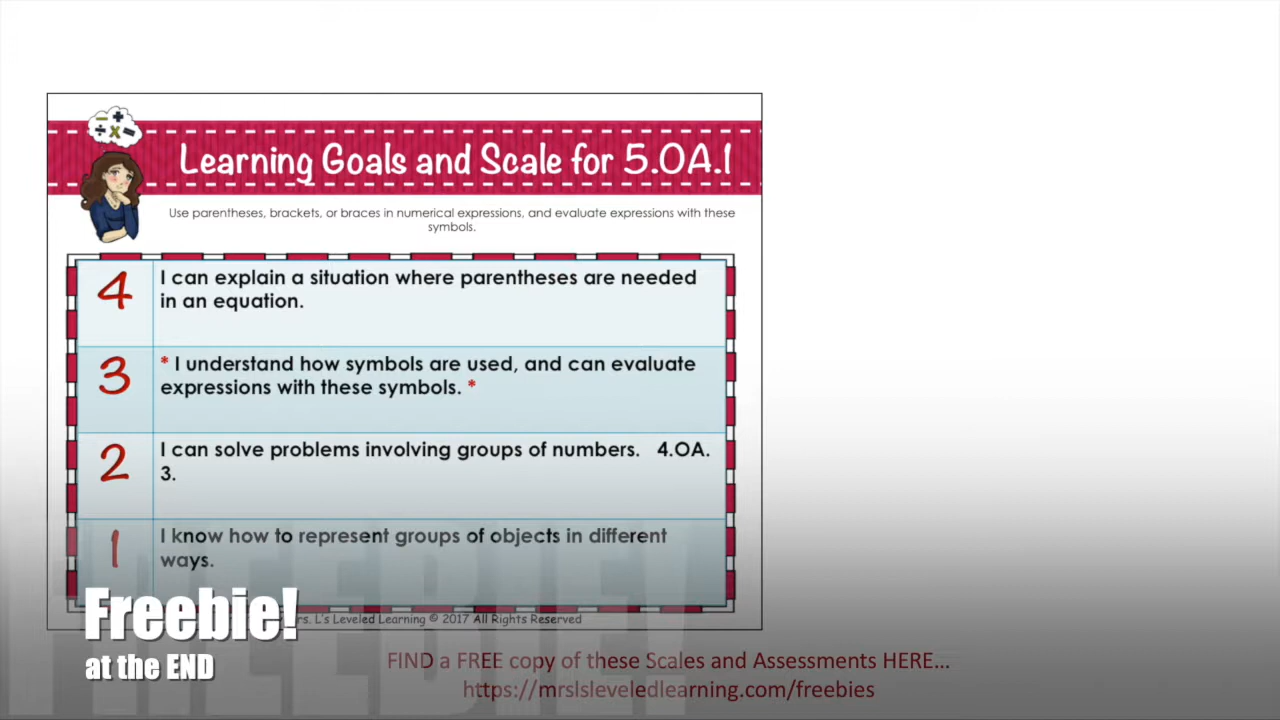 Learning Goals and Scale for 5.OA.1
Use parentheses, brackets, or braces in numerical expressions, and evaluate expressions with these
symbols.
4
I can explain a situation where parentheses are needed
in an equation.
3
* I understand how symbols are used, and can evaluate
expressions with these symbols. *
2
I can solve problems involving groups of numbers. 4.OA.
3.
1
I know how to represent groups of objects in different
ways.
FREEBIE!
Freebie!
at the END
L's Leveled Learning © 2017 All Rights Reserved
FIND a FREE copy of these Scales and Assessments HERE...
https://mrslsleveledlearning.com/freebies